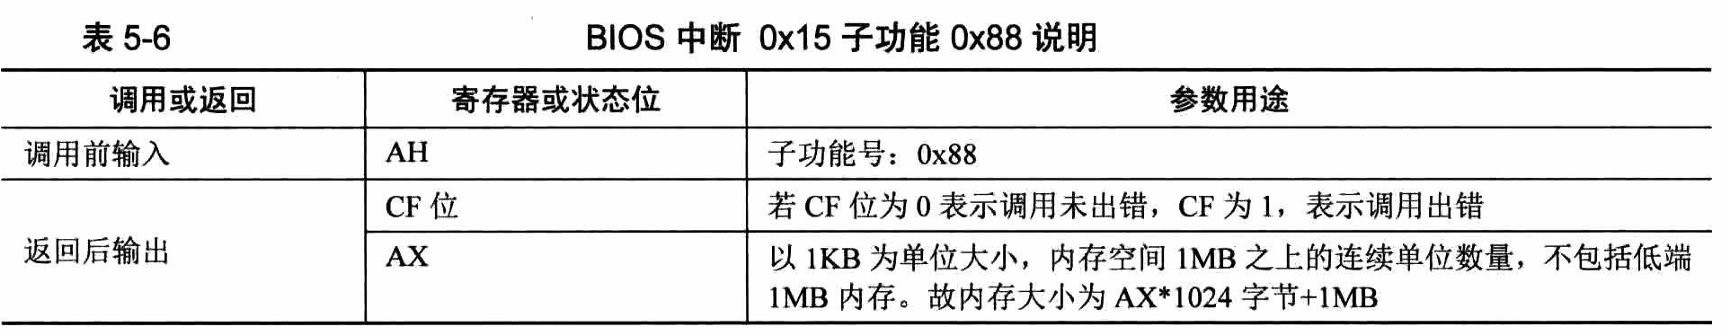 表 5-6 BIOS 中断 0x15 子功能 0x88 说明
调用或返回 寄存器或状态位 参数用途
调用前输入 AH 子功能号：0x88
返回后输出 CF 位 若 CF 位为 0 表示调用未出错，CF 为 1，表示调用出错
AX 以 1KB 为单位大小，内存空间 1MB 之上的连续单位数量，不包括低端
1MB 内存。故内存大小为 AX*1024 字节+1MB